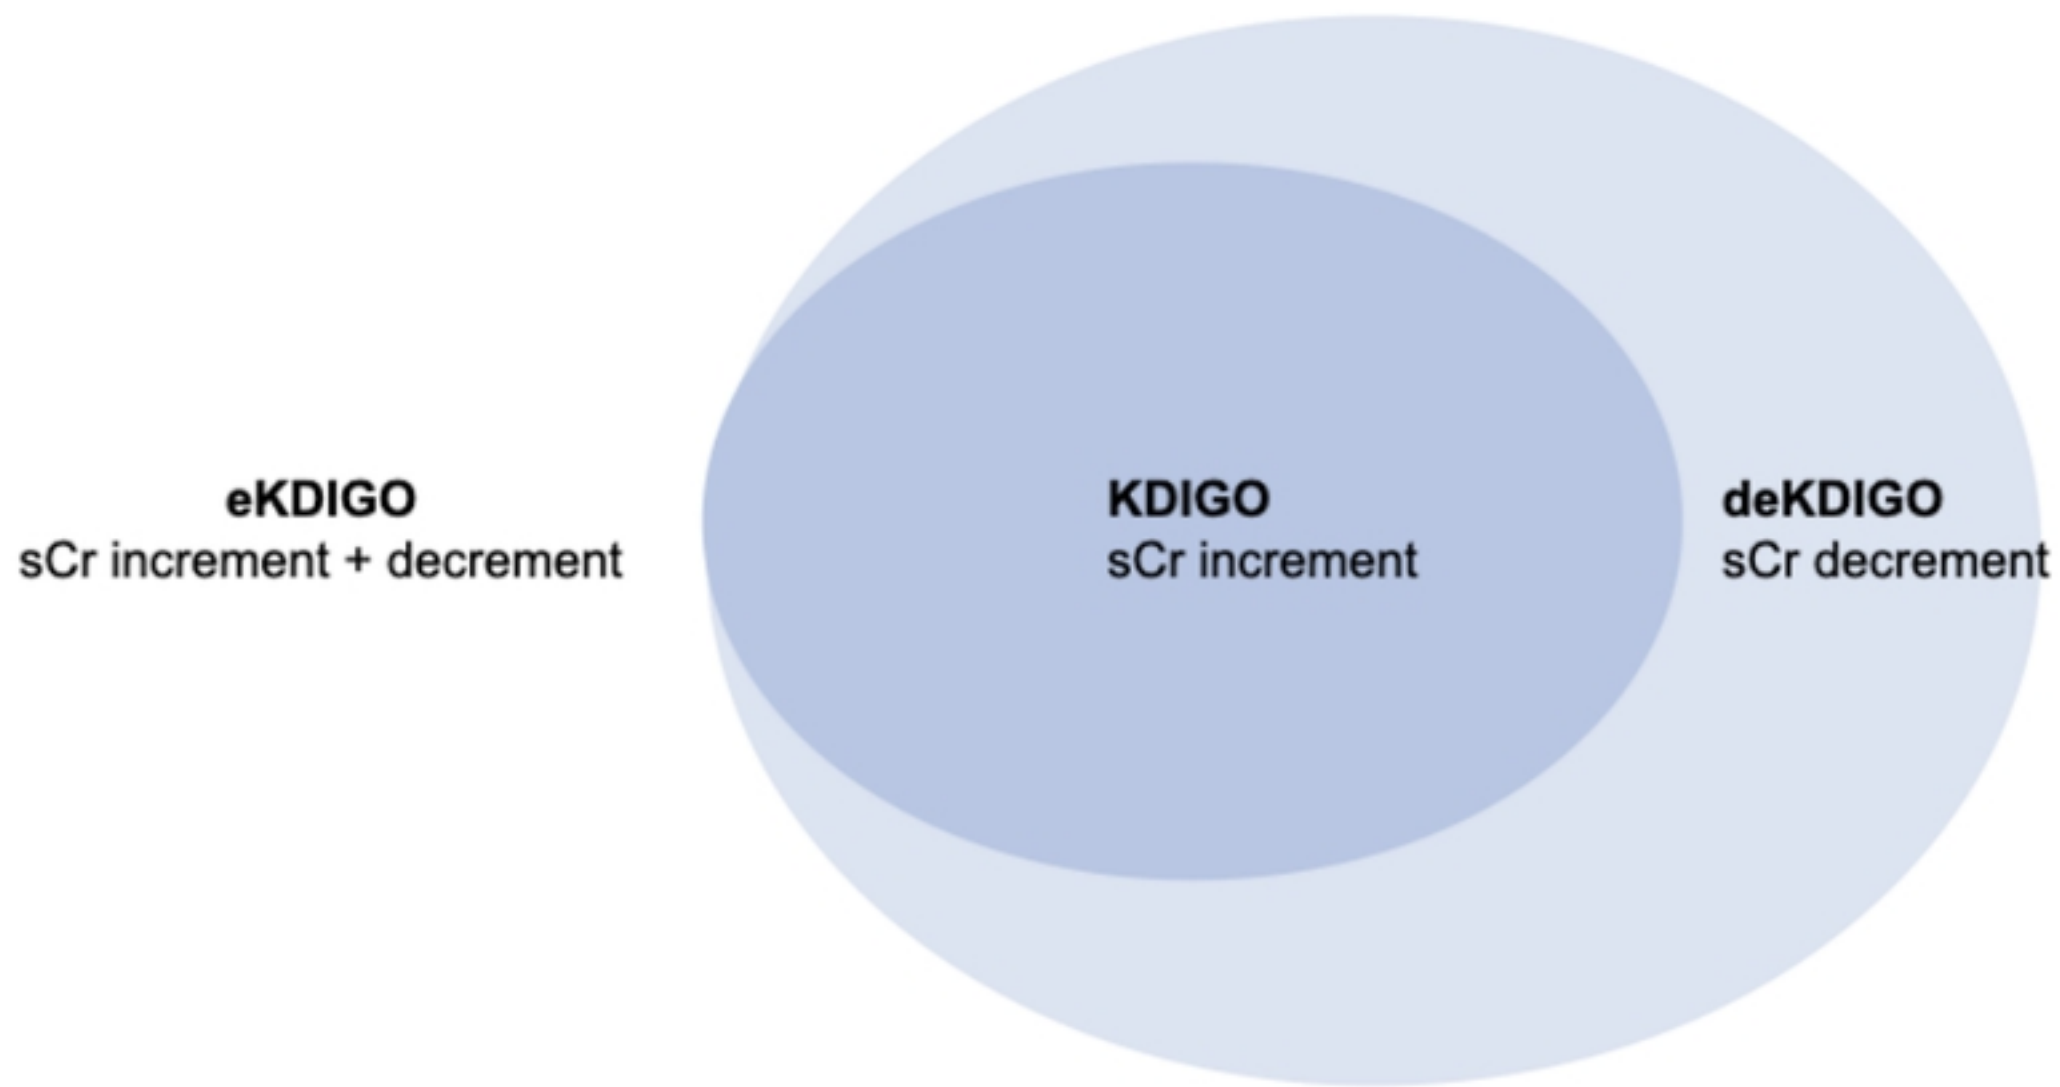 eKDIGO
sCr increment + decrement
KDIGO
sCr increment
deKDIGO
sCr decrement